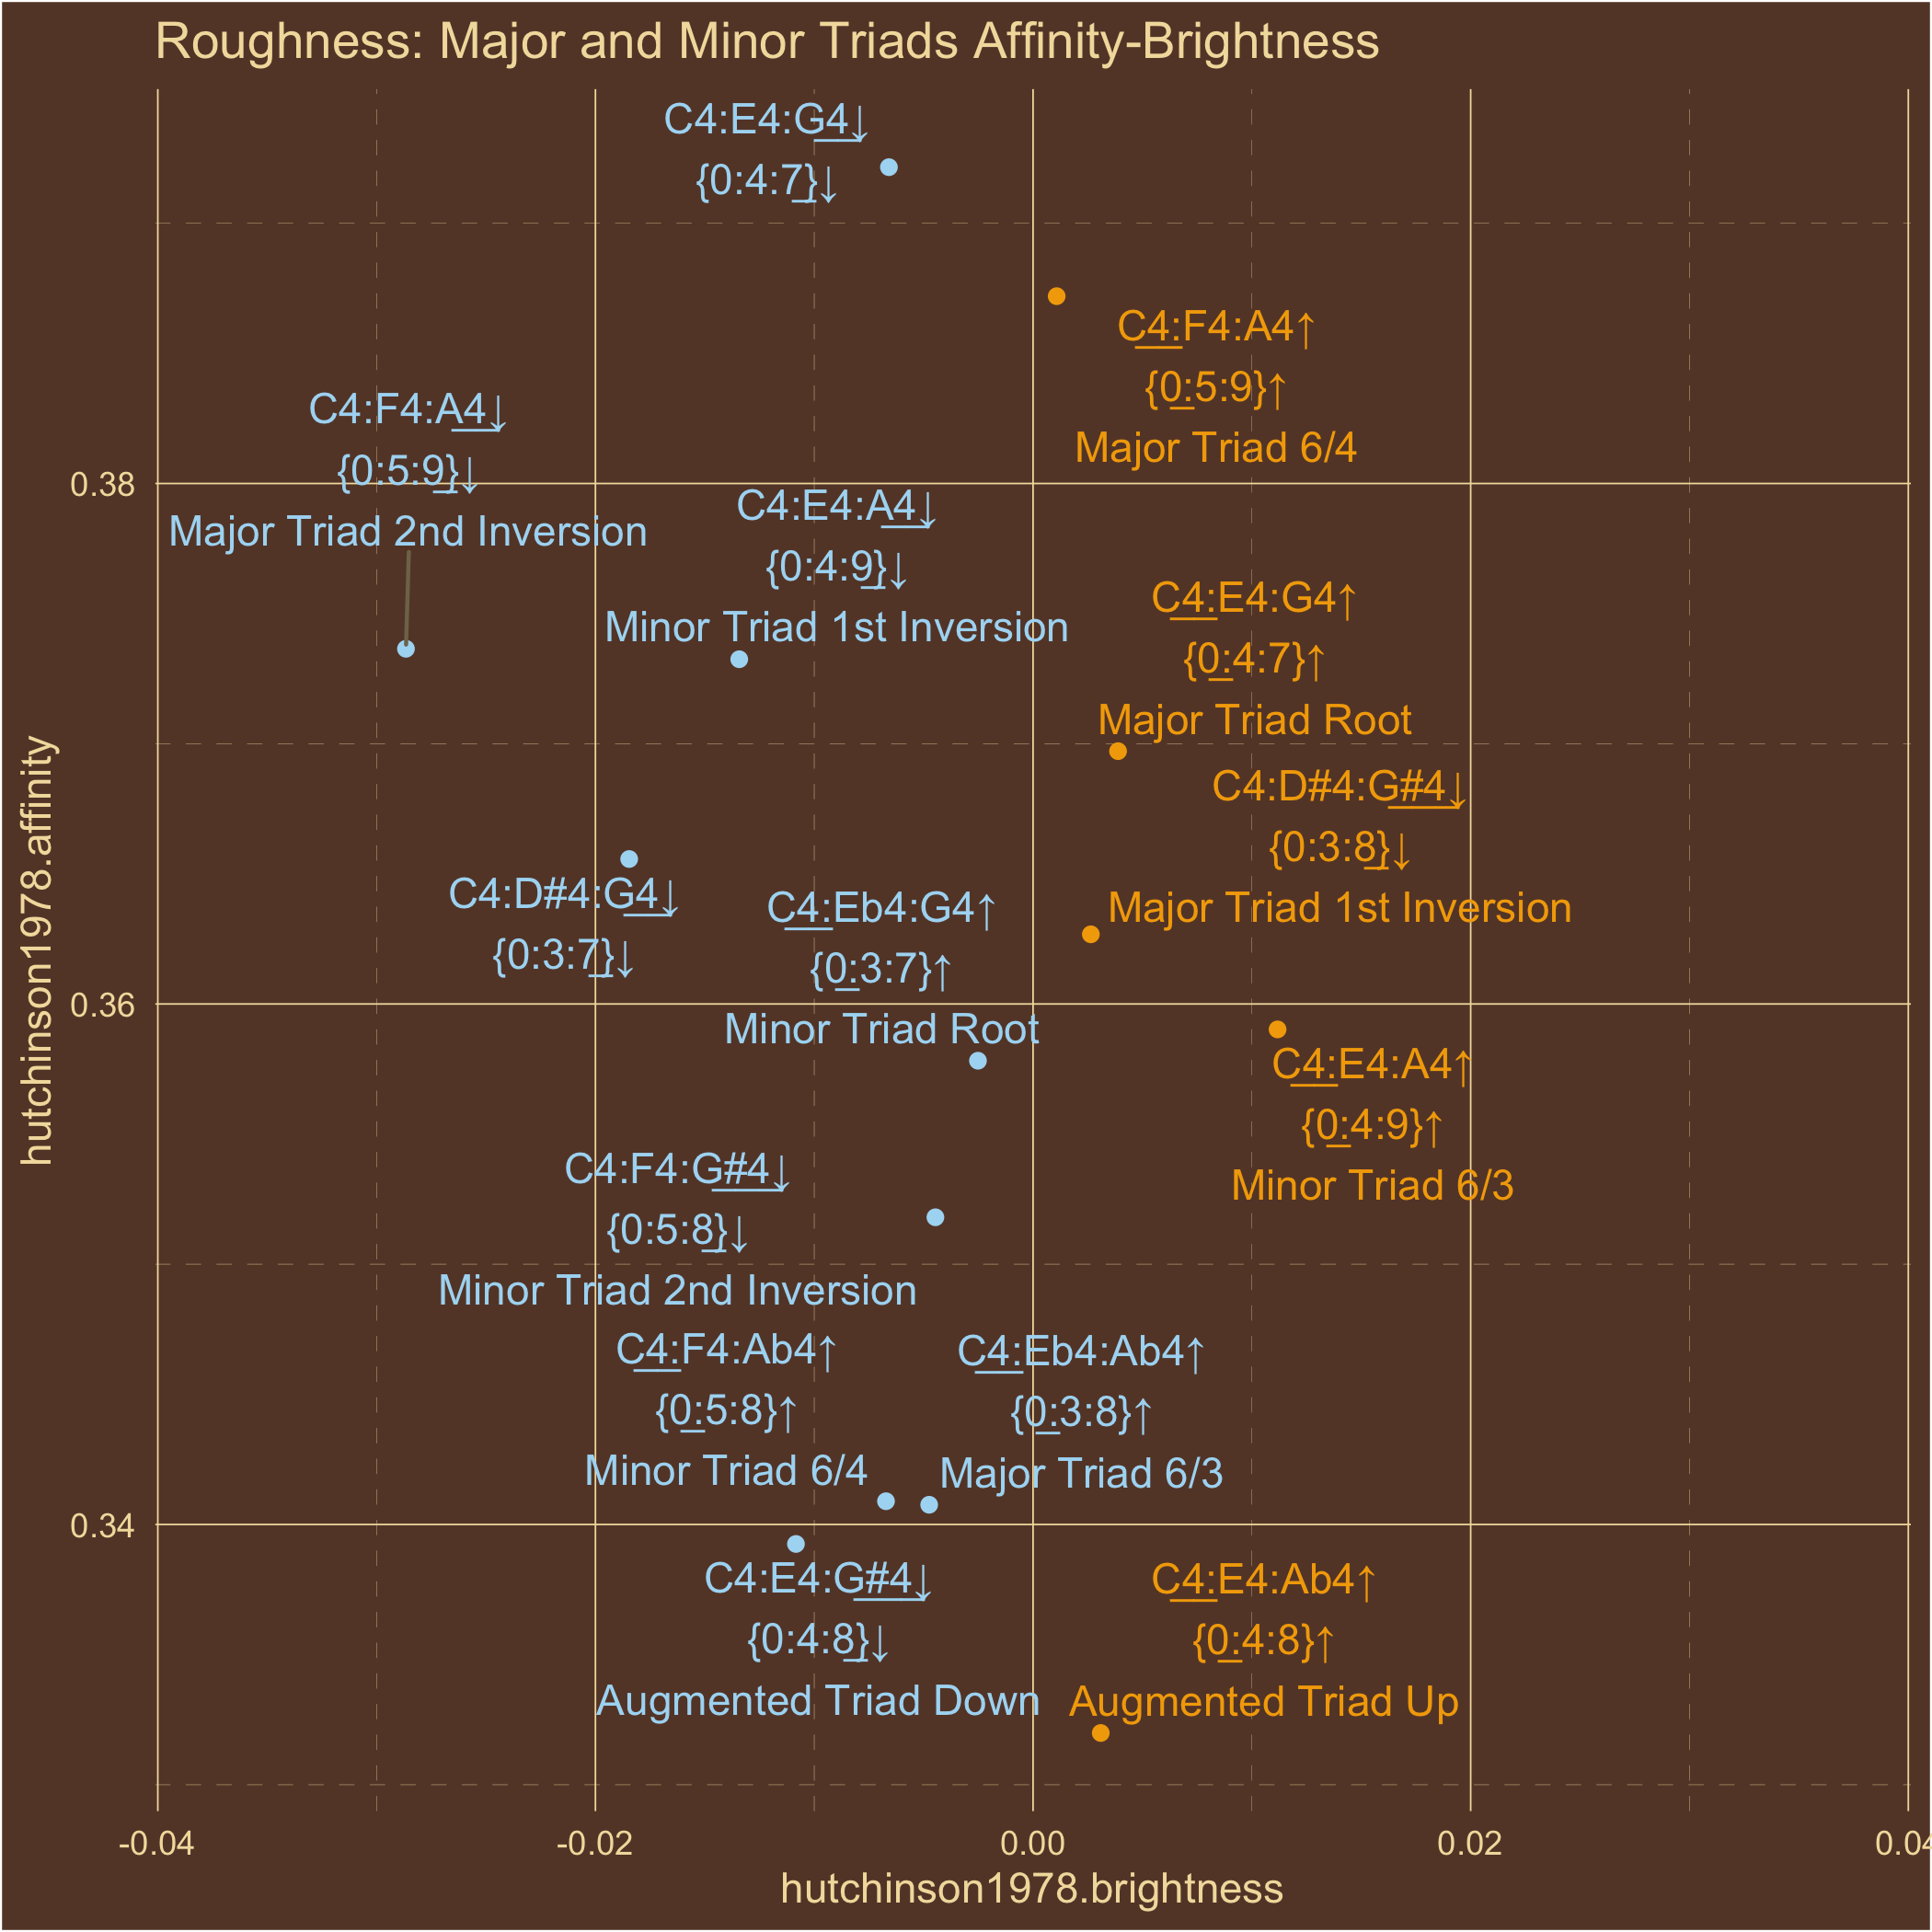 Roughness: Major and Minor Triads Affinity-Brightness
C4:E4:G4↓
{0:4:7}↓
C4:F4:A4↑
{0:5:9}↑
Major Triad 6/4
C4:F4:A4↓
{0:5:9}↓
Major Triad 2nd Inversion
C4:E4:A4↓
{0:4:9}↓
Minor Triad 1st Inversion
C4:E4:G4↑
{0:4:7}↑
Major Triad Root
C4:D#4:G#4↓
{0:3:8}↓
Major Triad 1st Inversion
C4:D#4:G4↓
{0:3:7}↓
C4:Eb4:G4↑
{0:3:7}↑
Minor Triad Root
C4:E4:A4↑
{0:4:9}↑
Minor Triad 6/3
C4:F4:G#4↓
{0:5:8}↓
Minor Triad 2nd Inversion
C4:F4:Ab4↑
{0:5:8}↑
Minor Triad 6/4
C4:Eb4:Ab4↑
{0:3:8}↑
Major Triad 6/3
C4:E4:G#4↓
{0:4:8}↓
Augmented Triad Down
C4:E4:Ab4↑
{0:4:8}↑
Augmented Triad Up
0.38
0.36
0.34
hutchinson1978.affinity
-0.04
-0.02
0.00
0.02
0.04
hutchinson1978.brightness